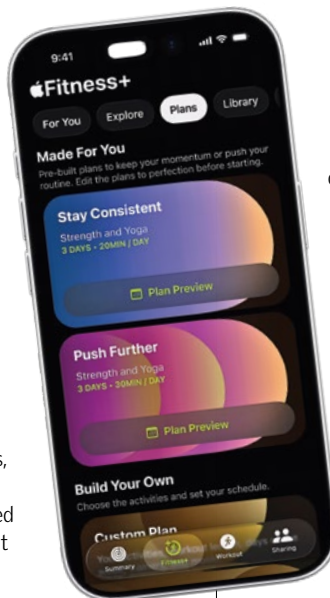 9:41
Fitness+
For You
Explore
Plans
Library
Made For You
Pre-built plans to keep your momentum or push your
routine. Edit the plans to perfection before starting.
Stay Consistent
Strength and Yoga
3 DAYS • 20MIN / DAY
Plan Preview
Push Further
Strength and Yoga
3 DAYS • 30MIN / DAY
Plan Preview
Build Your Own
Choose the activities and set your schedule.
Custom Plan
Summary
Fitness+
Workout
Sharing
s,
ed
t